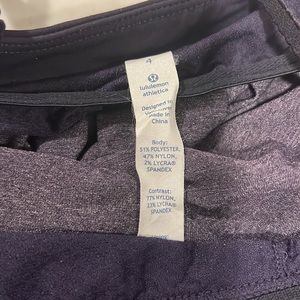 4
lululemon
athletica
Designed in
Vancouver
Made in
China
Body:
51% POLYESTER,
47% NYLON,
2% LYCRA®
SPANDEX
Contrast:
77% NYLON,
23% LYCRA®
SPANDEX